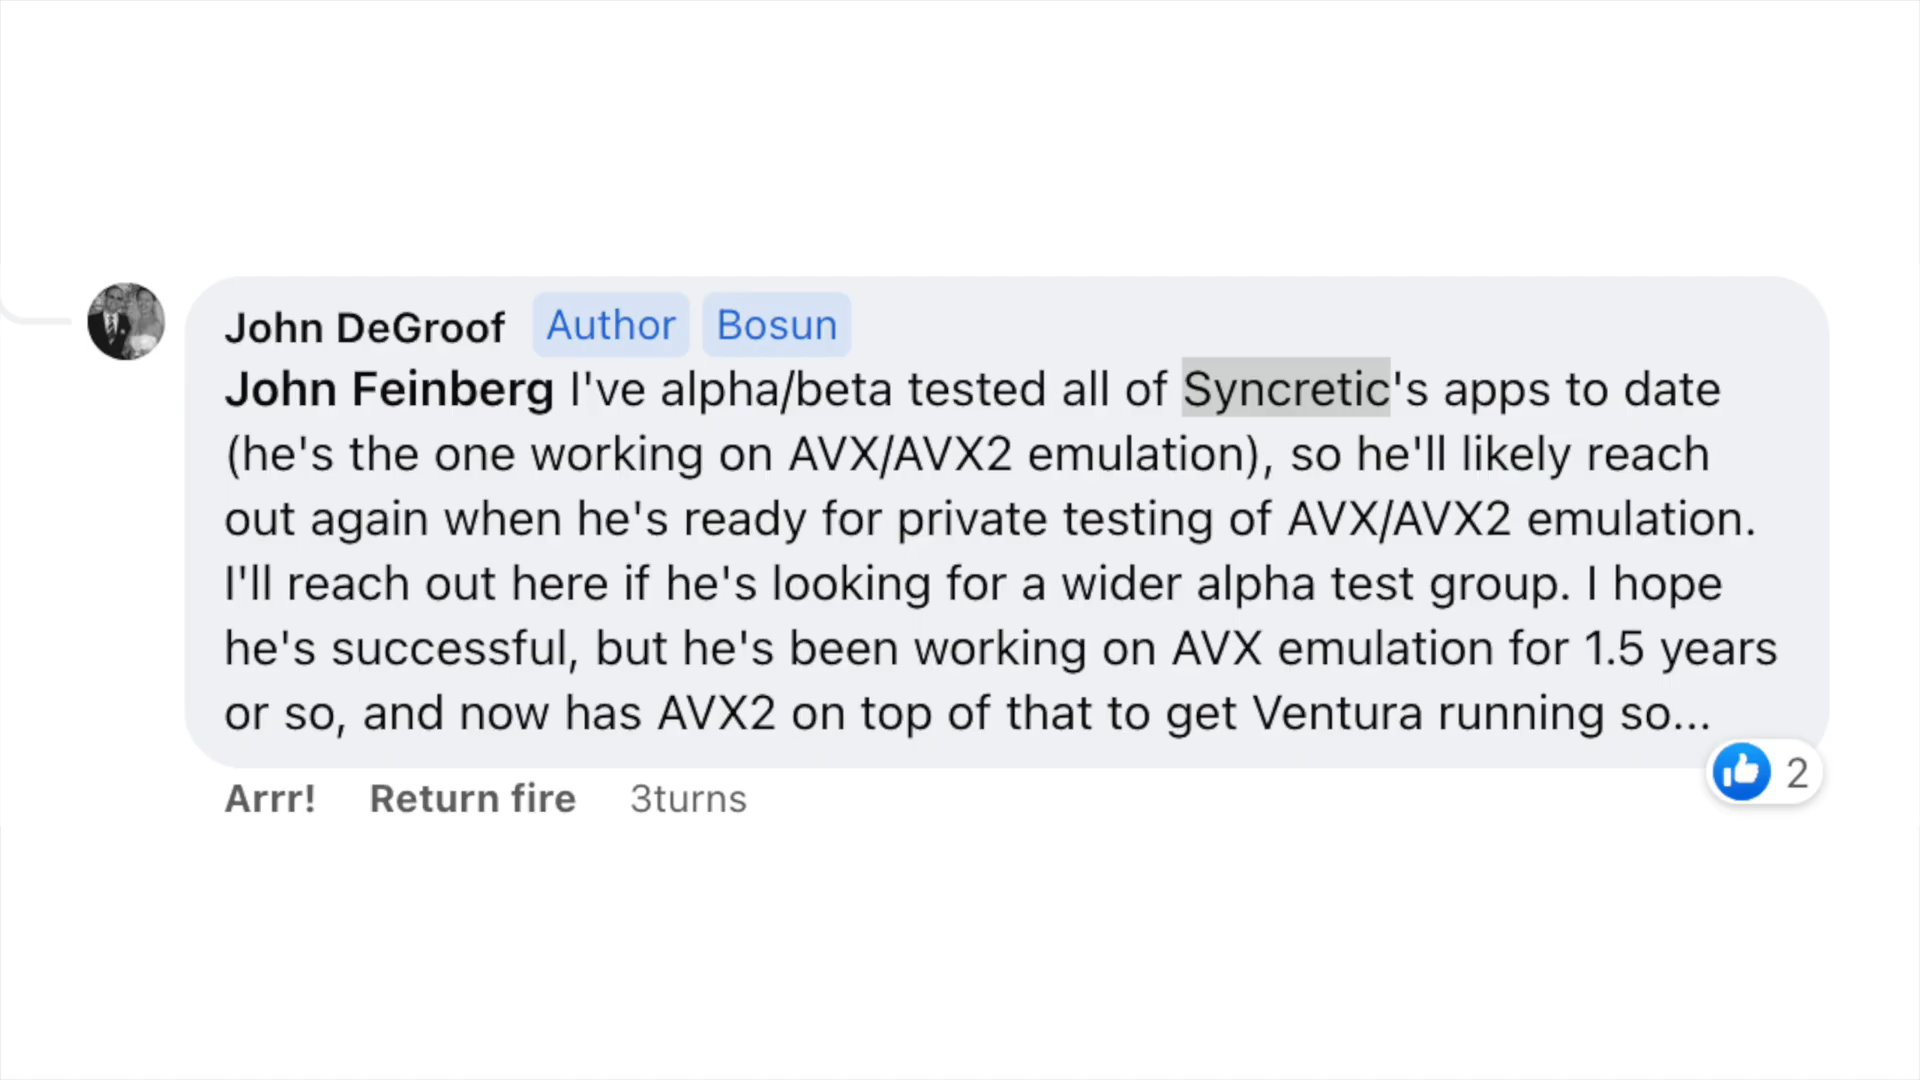 John DeGroof Author Bosun
John Feinberg I've alpha/beta tested all of Syncretic's apps to date
(he's the one working on AVX/AVX2 emulation), so he'll likely reach
out again when he's ready for private testing of AVX/AVX2 emulation.
I'll reach out here if he's looking for a wider alpha test group. I hope
he's successful, but he's been working on AVX emulation for 1.5 years
or so, and now has AVX2 on top of that to get Ventura running so...
2
Arrr! Return fire 3turns